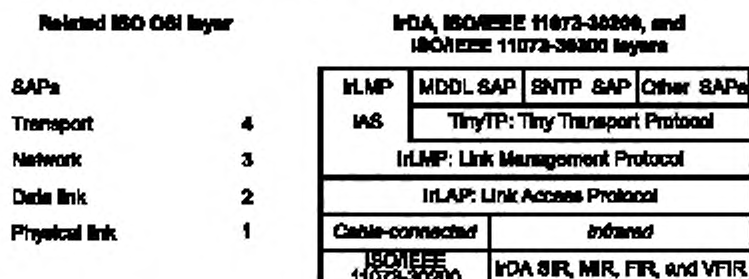 Related ISO OSI layer
IrDA, ISO/IEEE 11073-30200, and
ISO/IEEE 11073-30300 layers
SAPs
IrLMP
MDDL SAP
SNTP SAP
Other SAPs
Transport 4
IAS
TinyTP: Tiny Transport Protocol
Network 3
IrLMP: Link Management Protocol
Data link 2
IrLAP: Link Access Protocol
Physical link 1
Cable-connected
Infrared
ISO/IEEE
11073-30200
IrDA SIR, MIR, FIR, and VFIR